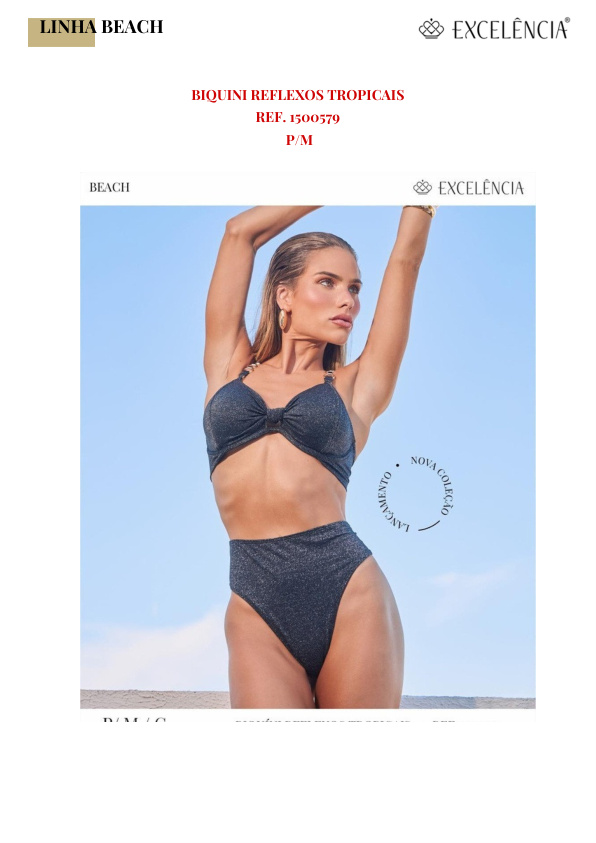 LINHA BEACH
EXCELÊNCIA®
BIQUINI REFLEXOS TROPICAIS
REF. 1500579
P/M
BEACH
EXCELÊNCIA
NOVA COLEÇÃO
LANÇAMENTO
P/ M / G